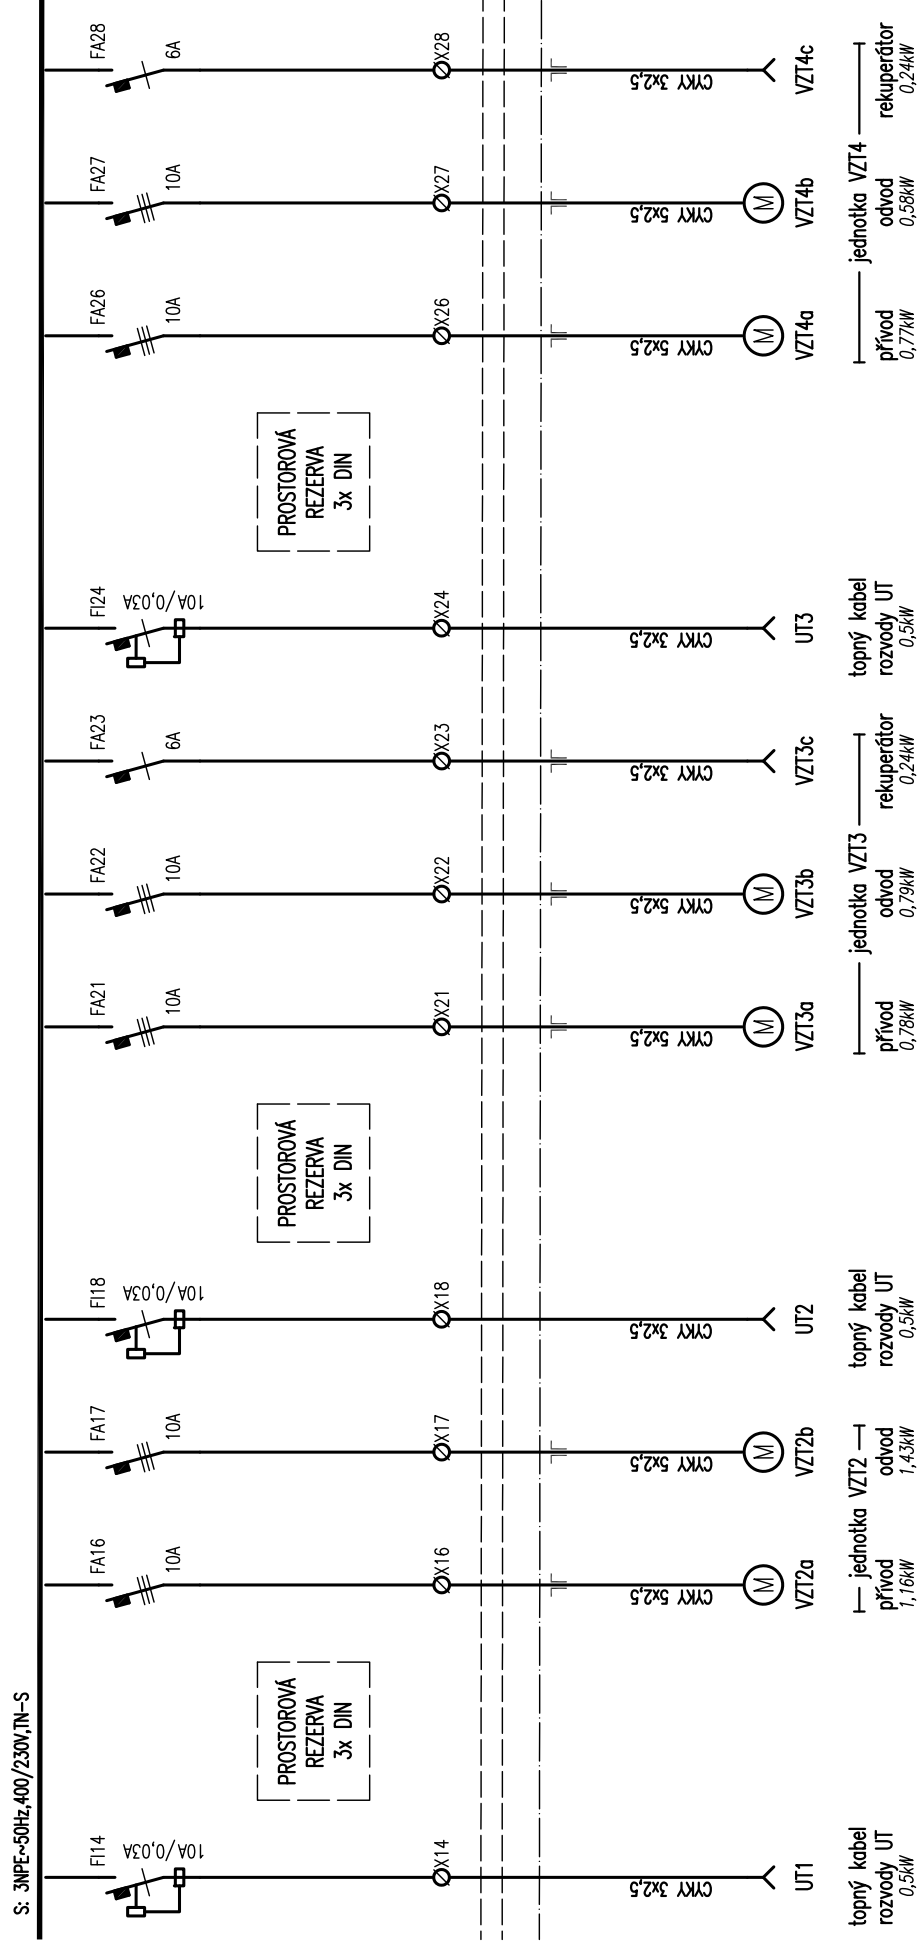 S: 3NPE~50Hz,400/230V,TN-S
FI14
10A/0,03A
X14
CYKY 3x2,5
UT1
topný kabel
rozvody UT
0,5kW
PROSTOROVÁ
REZERVA
3x DIN
FA16
10A
X16
CYKY 5x2,5
VZT2a
přívod
1,16kW
jednotka VZT2
FA17
10A
X17
CYKY 5x2,5
VZT2b
odvod
1,43kW
FI18
10A/0,03A
X18
CYKY 3x2,5
UT2
topný kabel
rozvody UT
0,5kW
PROSTOROVÁ
REZERVA
3x DIN
FA21
10A
X21
CYKY 5x2,5
VZT3a
přívod
0,78kW
jednotka VZT3
FA22
10A
X22
CYKY 5x2,5
VZT3b
odvod
0,79kW
FA23
6A
X23
CYKY 3x2,5
VZT3c
rekuperátor
0,24kW
FI24
10A/0,03A
X24
CYKY 3x2,5
UT3
topný kabel
rozvody UT
0,5kW
PROSTOROVÁ
REZERVA
3x DIN
FA26
10A
X26
CYKY 5x2,5
M
VZT4a
přívod
0,77kW
jednotka VZT4
FA27
10A
X27
CYKY 5x2,5
M
VZT4b
odvod
0,58kW
FA28
6A
X28
CYKY 3x2,5
VZT4c
rekuperátor
0,24kW
M
M
M
M